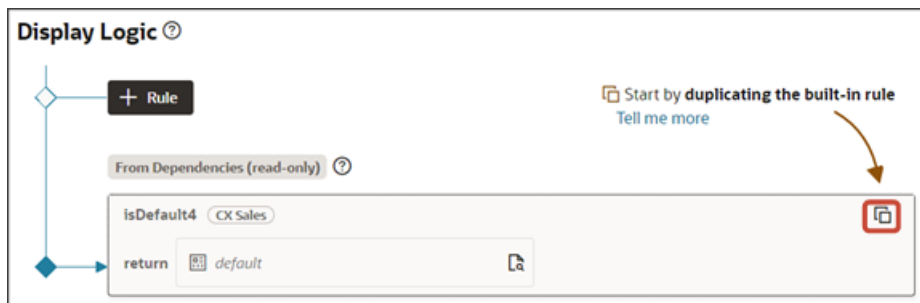 Display Logic
+ Rule
Start by duplicating the built-in rule
Tell me more
From Dependencies (read-only)
isDefault4 CX Sales
return default